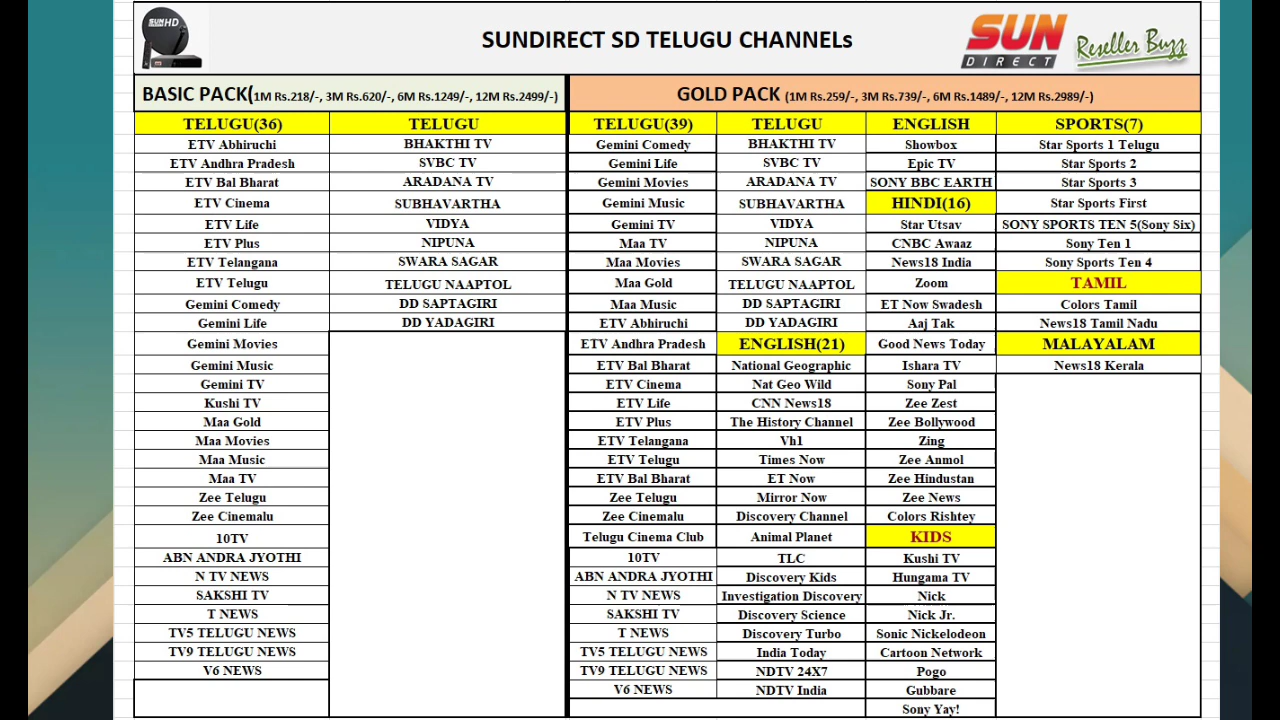 SUN HD
SUNDIRECT SD TELUGU CHANNELs
SUN
DIRECT
Reseller Buzz
BASIC PACK(1M Rs.218/-, 3M Rs.620/-, 6M Rs.1249/-, 12M Rs.2499/-)
GOLD PACK (1M Rs.259/-, 3M Rs.739/-, 6M Rs.1489/-, 12M Rs.2989/-)
TELUGU(36) TELUGU TELUGU(39) TELUGU ENGLISH SPORTS(7)
ETV Abhiruchi BHAKTHI TV Gemini Comedy BHAKTHI TV Showbox Star Sports 1 Telugu
ETV Andhra Pradesh SVBC TV Gemini Life SVBC TV Epic TV Star Sports 2
ETV Bal Bharat ARADANA TV Gemini Movies ARADANA TV SONY BBC EARTH Star Sports 3
ETV Cinema SUBHAVARTHA Gemini Music SUBHAVARTHA HINDI(16) Star Sports First
ETV Life VIDYA Gemini TV VIDYA Star Utsav SONY SPORTS TEN 5(Sony Six)
ETV Plus NIPUNA Maa TV NIPUNA CNBC Awaaz Sony Ten 1
ETV Telangana SWARA SAGAR Maa Movies SWARA SAGAR News18 India Sony Sports Ten 4
ETV Telugu TELUGU NAAPTOL Maa Gold TELUGU NAAPTOL Zoom TAMIL
Gemini Comedy DD SAPTAGIRI Maa Music DD SAPTAGIRI ET Now Swadesh Colors Tamil
Gemini Life DD YADAGIRI ETV Abhiruchi DD YADAGIRI Aaj Tak News18 Tamil Nadu
Gemini Movies ETV Andhra Pradesh ENGLISH(21) Good News Today MALAYALAM
Gemini Music ETV Bal Bharat National Geographic Ishara TV News18 Kerala
Gemini TV ETV Cinema Nat Geo Wild Sony Pal
Kushi TV ETV Life CNN News18 Zee Zest
Maa Gold ETV Plus The History Channel Zee Bollywood
Maa Movies ETV Telangana Vh1 Zing
Maa Music ETV Telugu Times Now Zee Anmol
Maa TV ETV Bal Bharat ET Now Zee Hindustan
Zee Telugu Zee Telugu Mirror Now Zee News
Zee Cinemalu Zee Cinemalu Discovery Channel Colors Rishtey
10TV Telugu Cinema Club Animal Planet KIDS
ABN ANDRA JYOTHI 10TV TLC Kushi TV
N TV NEWS ABN ANDRA JYOTHI Discovery Kids Hungama TV
SAKSHI TV N TV NEWS Investigation Discovery Nick
T NEWS SAKSHI TV Discovery Science Nick Jr.
TV5 TELUGU NEWS T NEWS Discovery Turbo Sonic Nickelodeon
TV9 TELUGU NEWS TV5 TELUGU NEWS India Today Cartoon Network
V6 NEWS TV9 TELUGU NEWS NDTV 24X7 Pogo
V6 NEWS NDTV India Gubbare
Sony Yay!